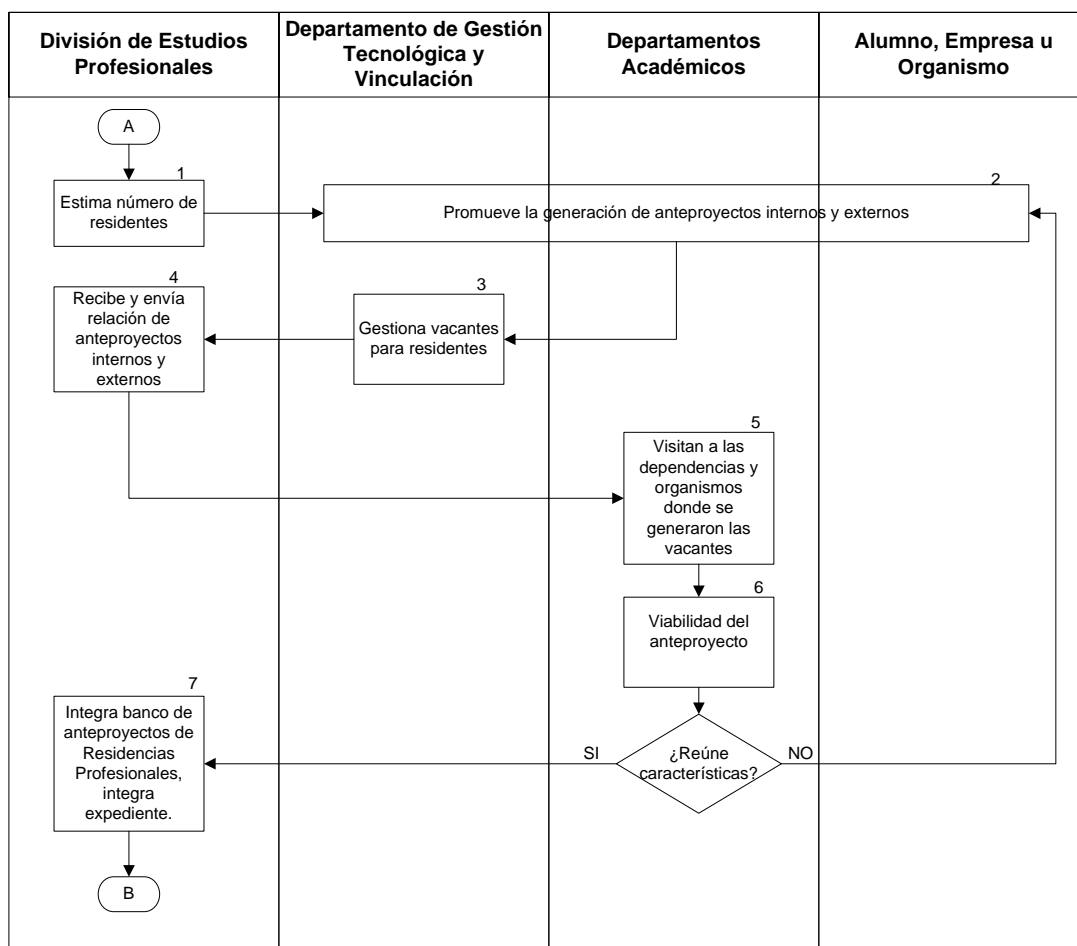 División de Estudios
Profesionales
Departamento de Gestión
Tecnológica y
Vinculación
Departamentos
Académicos
Alumno, Empresa u
Organismo
A
1
Estima número de
residentes
2
Promueve la generación de anteproyectos internos y externos
4
Recibe y envía
relación de
anteproyectos
internos y
externos
3
Gestiona vacantes
para residentes
5
Visitan a las
dependencias y
organismos
donde se
generaron las
vacantes
6
Viabilidad del
anteproyecto
7
Integra banco de
anteproyectos de
Residencias
Profesionales,
integra
expediente.
SI
¿Reúne
características?
NO
B